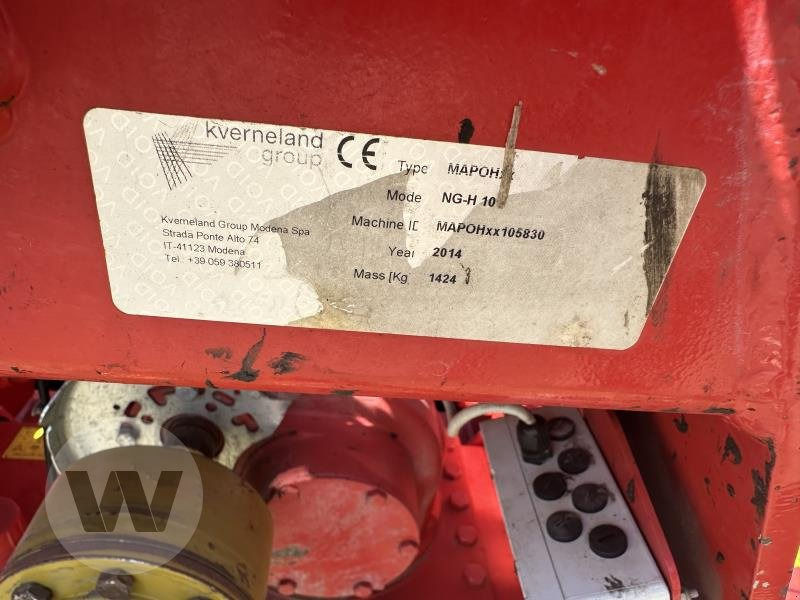 kverneland
group
CE
Type MAPOHxx
Mode NG-H 10
Machine ID MAPOHxx105830
Year 2014
Mass [Kg 1424
Kverneland Group Modena Spa
Strada Ponte Alto 74
IT-41123 Modena
Tel.: +39 059 380511
W